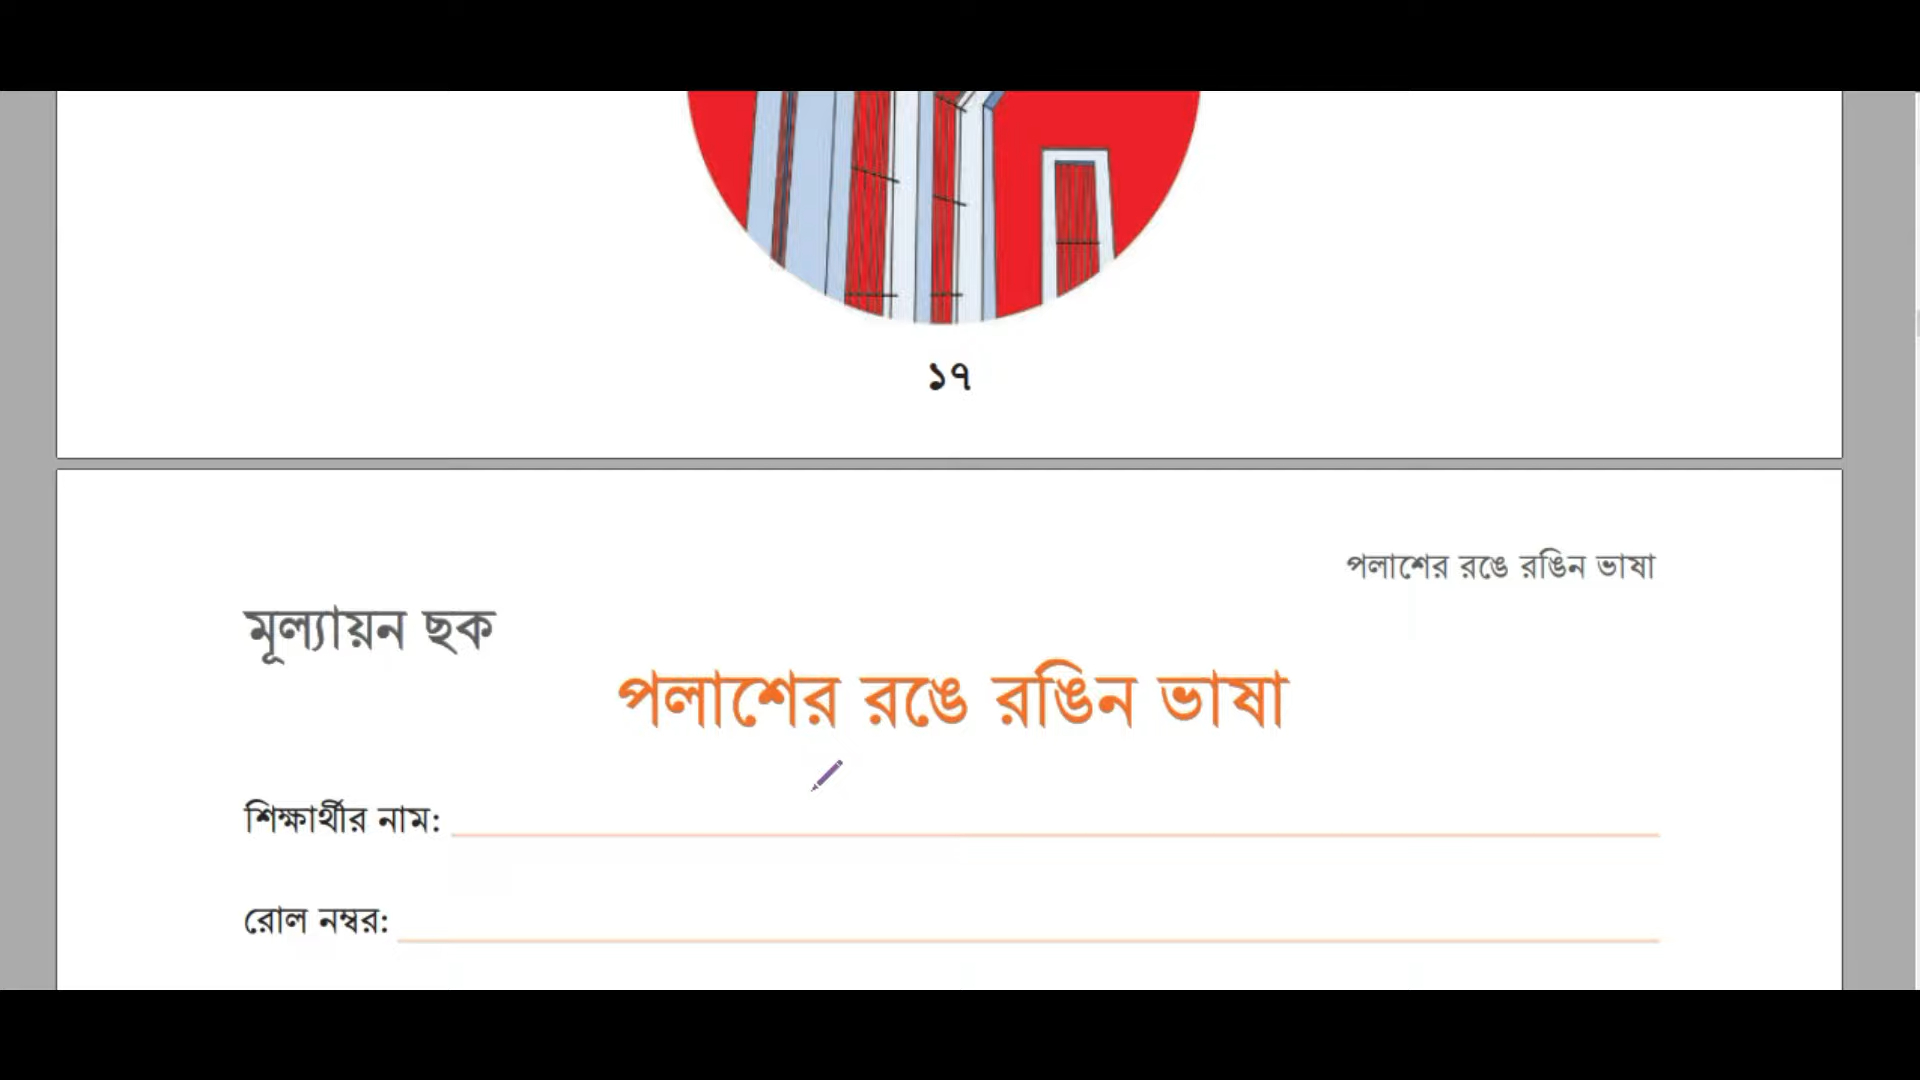 ১৭
পলাশের রঙে রঙিন ভাষা
মূল্যায়ন ছক
পলাশের রঙে রঙিন ভাষা
শিক্ষার্থীর নাম:
রোল নম্বর: